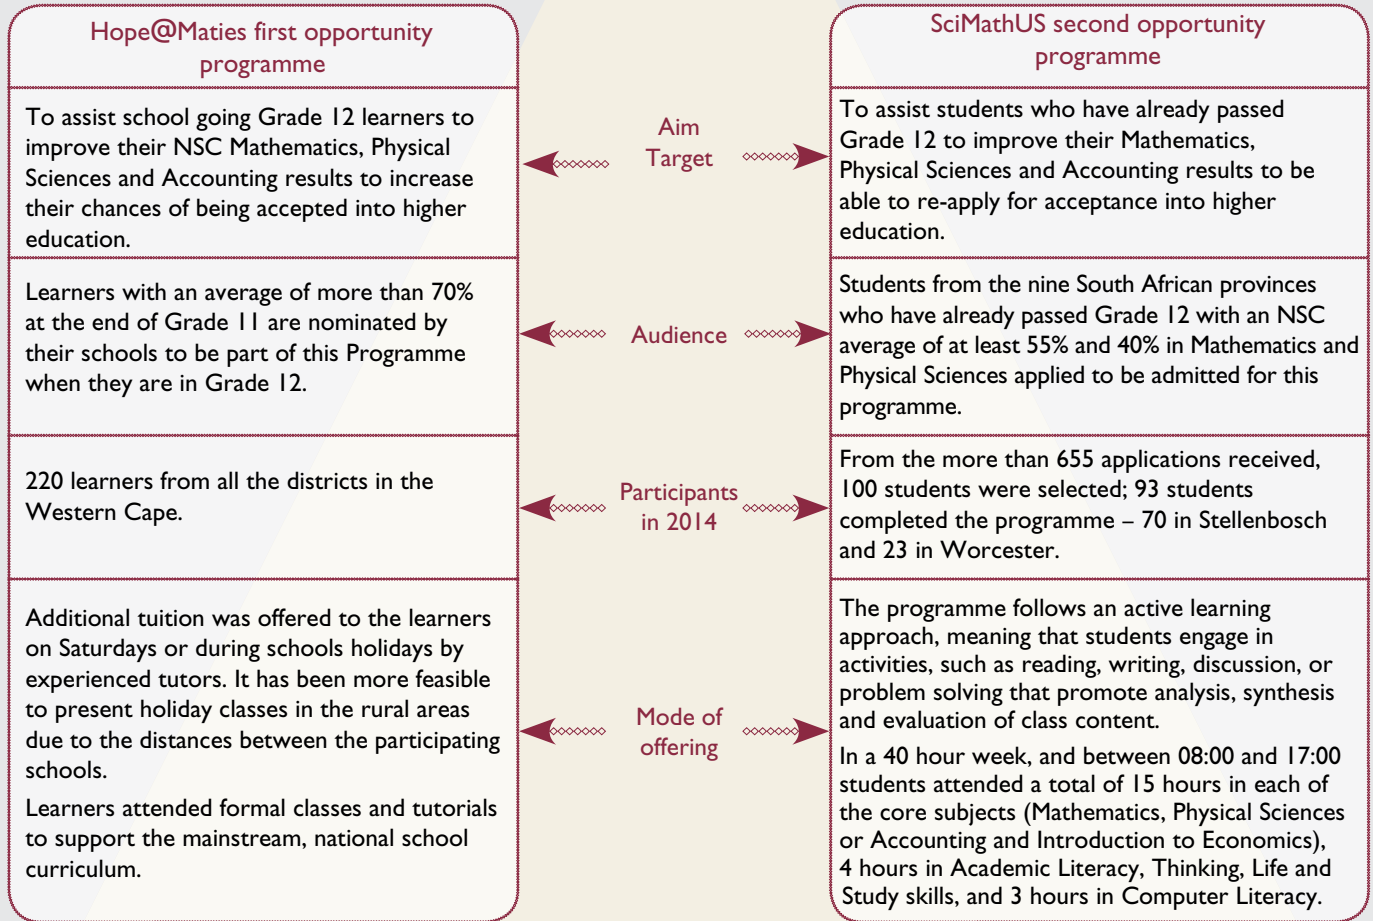 Hope@Maties first opportunity
programme
To assist school going Grade 12 learners to
improve their NSC Mathematics, Physical
Sciences and Accounting results to increase
their chances of being accepted into higher
education.
Learners with an average of more than 70%
at the end of Grade 11 are nominated by
their schools to be part of this Programme
when they are in Grade 12.
220 learners from all the districts in the
Western Cape.
Additional tuition was offered to the learners
on Saturdays or during schools holidays by
experienced tutors. It has been more feasible
to present holiday classes in the rural areas
due to the distances between the participating
schools.
Learners attended formal classes and tutorials
to support the mainstream, national school
curriculum.
Aim
Target
Audience
Participants
in 2014
Mode of
offering
SciMathUS second opportunity
programme
To assist students who have already passed
Grade 12 to improve their Mathematics,
Physical Sciences and Accounting results to be
able to re-apply for acceptance into higher
education.
Students from the nine South African provinces
who have already passed Grade 12 with an NSC
average of at least 55% and 40% in Mathematics and
Physical Sciences applied to be admitted for this
programme.
From the more than 655 applications received,
100 students were selected; 93 students
completed the programme – 70 in Stellenbosch
and 23 in Worcester.
The programme follows an active learning
approach, meaning that students engage in
activities, such as reading, writing, discussion, or
problem solving that promote analysis, synthesis
and evaluation of class content.
In a 40 hour week, and between 08:00 and 17:00
students attended a total of 15 hours in each of
the core subjects (Mathematics, Physical Sciences
or Accounting and Introduction to Economics),
4 hours in Academic Literacy, Thinking, Life and
Study skills, and 3 hours in Computer Literacy.